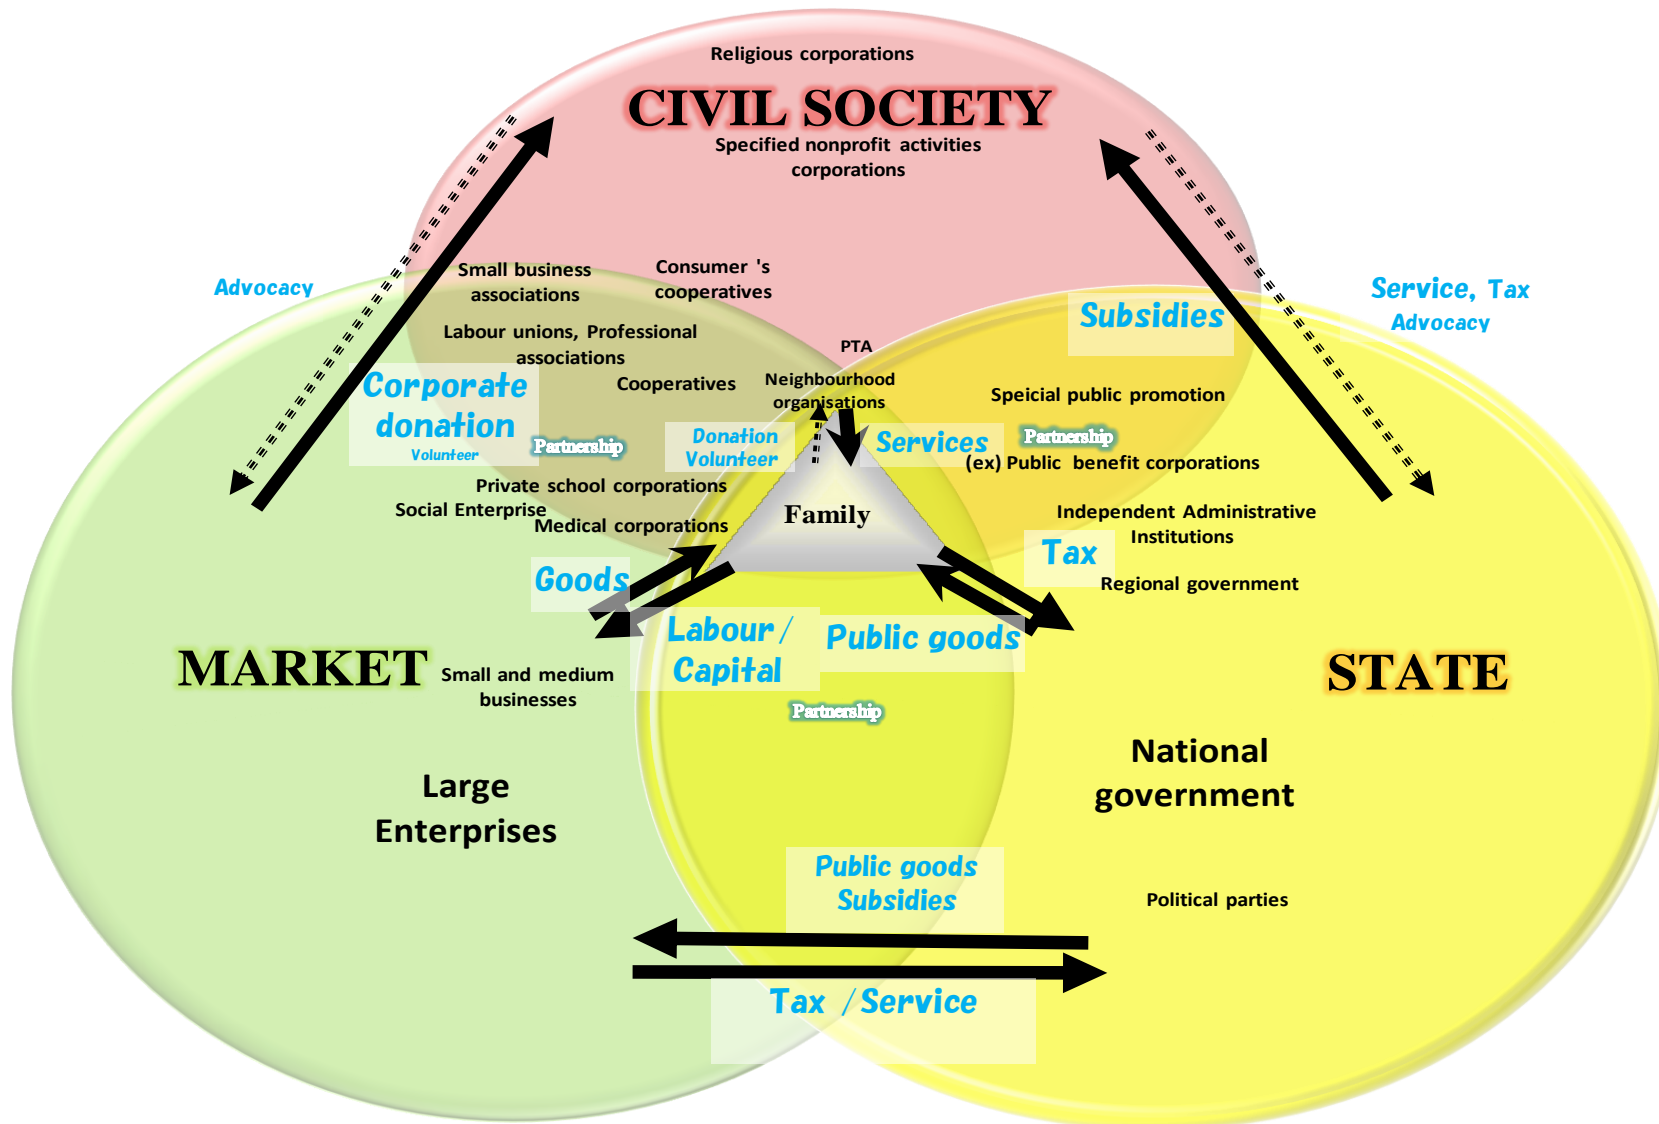 Religious corporations
CIVIL SOCIETY
Specified nonprofit activities
corporations
Small business
associations
Consumer 's
cooperatives
Advocacy
Service, Tax
Advocacy
Subsidies
Labour unions, Professional
associations
PTA
Corporate
donation
Volunteer
Cooperatives
Neighbourhood
organisations
Speicial public promotion
Partnership
Donation
Volunteer
Services
Partnership
(ex) Public benefit corporations
Private school corporations
Social Enterprise
Medical corporations
Family
Independent Administrative
Institutions
Tax
Goods
Regional government
Labour /
Capital
Public goods
MARKET
Small and medium
businesses
STATE
Partnership
National
government
Large
Enterprises
Public goods
Subsidies
Political parties
Tax / Service